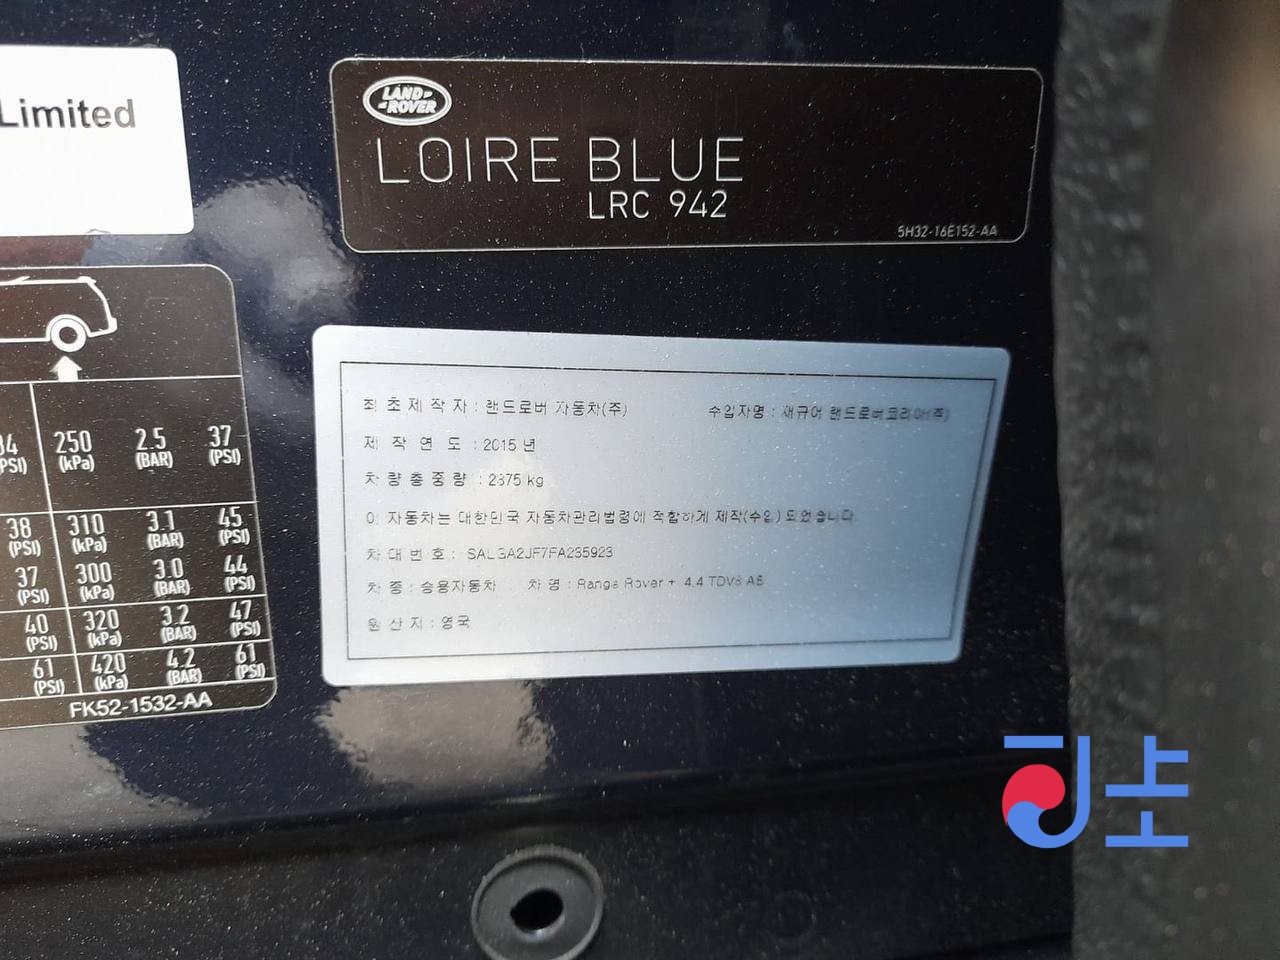 Limited
LAND-
-ROVER
LOIRE BLUE
LRC 942
5H32-16E152-AA
250 2.5 37
(PSI) (kPa) (BAR) (PSI)
38 310 3.1 45
(PSI) (kPa) (BAR) (PSI)
37 300 3.0 44
(PSI) (kPa) (BAR) (PSI)
40 320 3.2 47
(PSI) (kPa) (BAR) (PSI)
61 420 4.2 61
(PSI) (kPa) (BAR) (PSI)
FK52-1532-AA
최초제작자 : 랜드로버 자동차(주) 수입자명 : 재규어 랜드로버코리아(주)
제작연도 : 2015 년
차량총중량 : 2875 kg
이 자동차는 대한민국 자동차관리법령에 적합하게 제작(수입) 되었습니다.
차대번호 : SALGA2JF7FA235923
차종 : 승용자동차 차명 : Range Rover + 4.4 TDV8 AB
원산지 : 영국